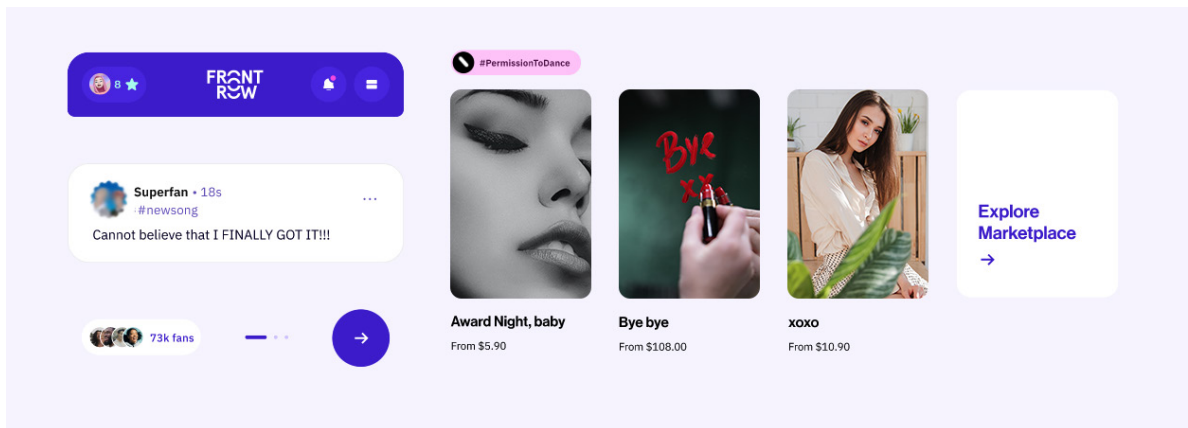 8
FRONT
ROW
Superfan • 18s
#newsong
Cannot believe that I FINALLY GOT IT!!!
73k fans
#PermissionToDance
Bye
xx
Award Night, baby
From $5.90
Bye bye
From $108.00
xoxo
From $10.90
Explore
Marketplace